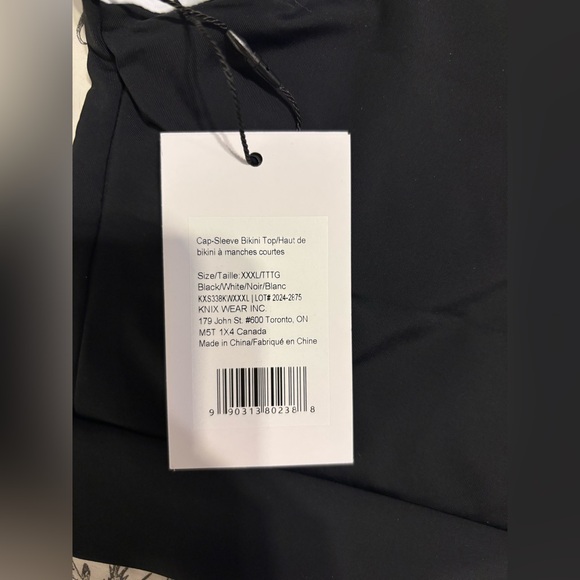 Cap-Sleeve Bikini Top/Haut de
bikini à manches courtes
Size/Taille: XXXL/TTTG
Black/White/Noir/Blanc
KXS338KWXXXL | LOT# 2024-2675
KNIX WEAR INC.
179 John St. #600 Toronto, ON
M5T 1X4 Canada
Made in China/Fabriqué en Chine
9 90313 80238 8